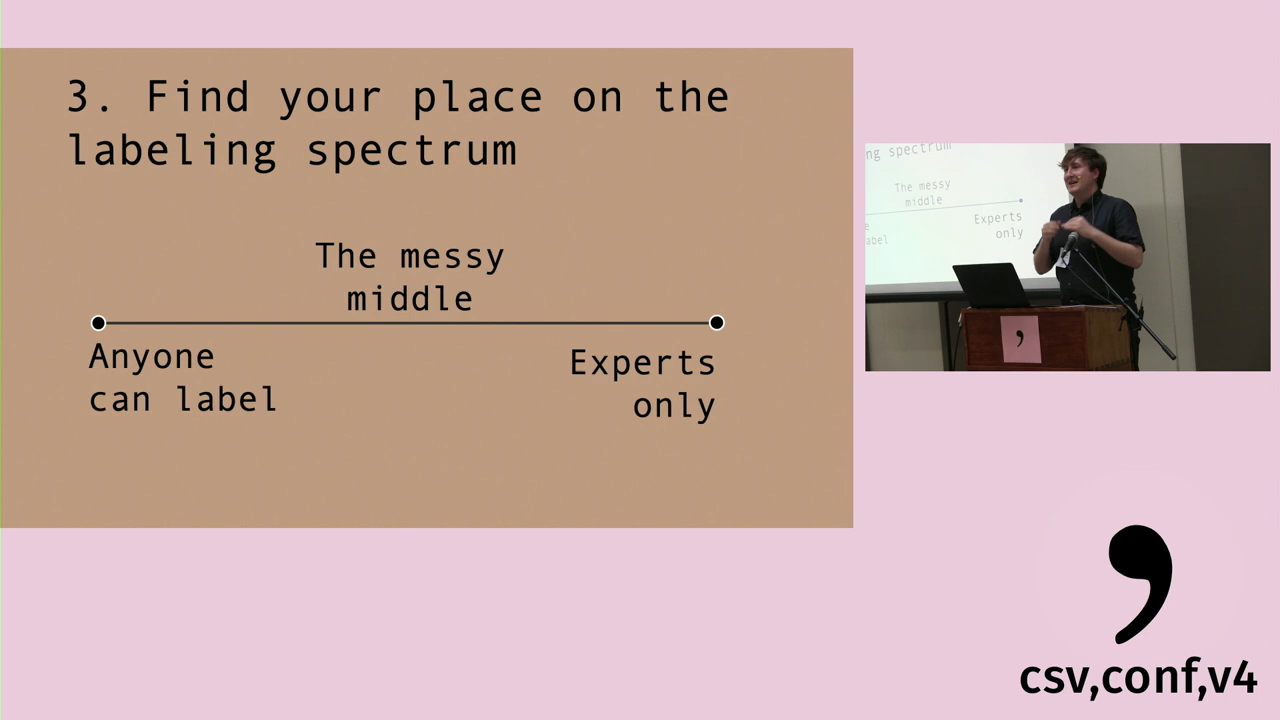 3. Find your place on the
labeling spectrum
The messy
middle
Anyone
can label
Experts
only
ng spectrum
The messy
middle
Experts
only
abel
,
csv,conf,v4